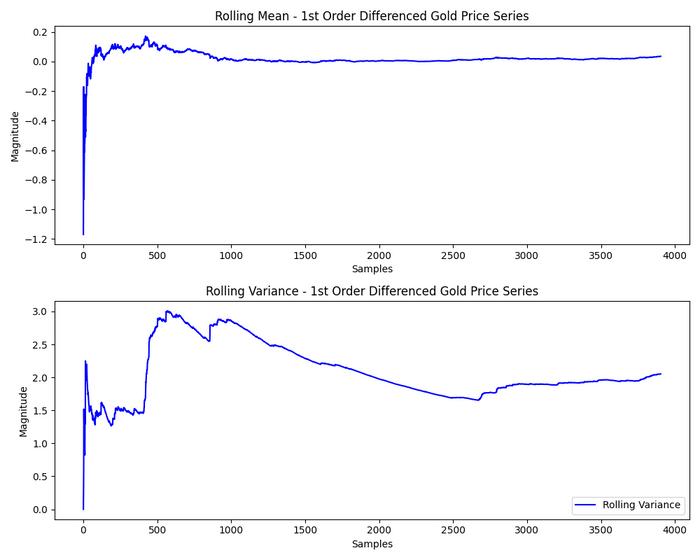 Rolling Mean - 1st Order Differenced Gold Price Series
Magnitude
0.2
0.0
−0.2
−0.4
−0.6
−0.8
−1.0
−1.2
0 500 1000 1500 2000 2500 3000 3500 4000
Samples
Rolling Variance - 1st Order Differenced Gold Price Series
Magnitude
3.0
2.5
2.0
1.5
1.0
0.5
0.0
Rolling Variance
0 500 1000 1500 2000 2500 3000 3500 4000
Samples